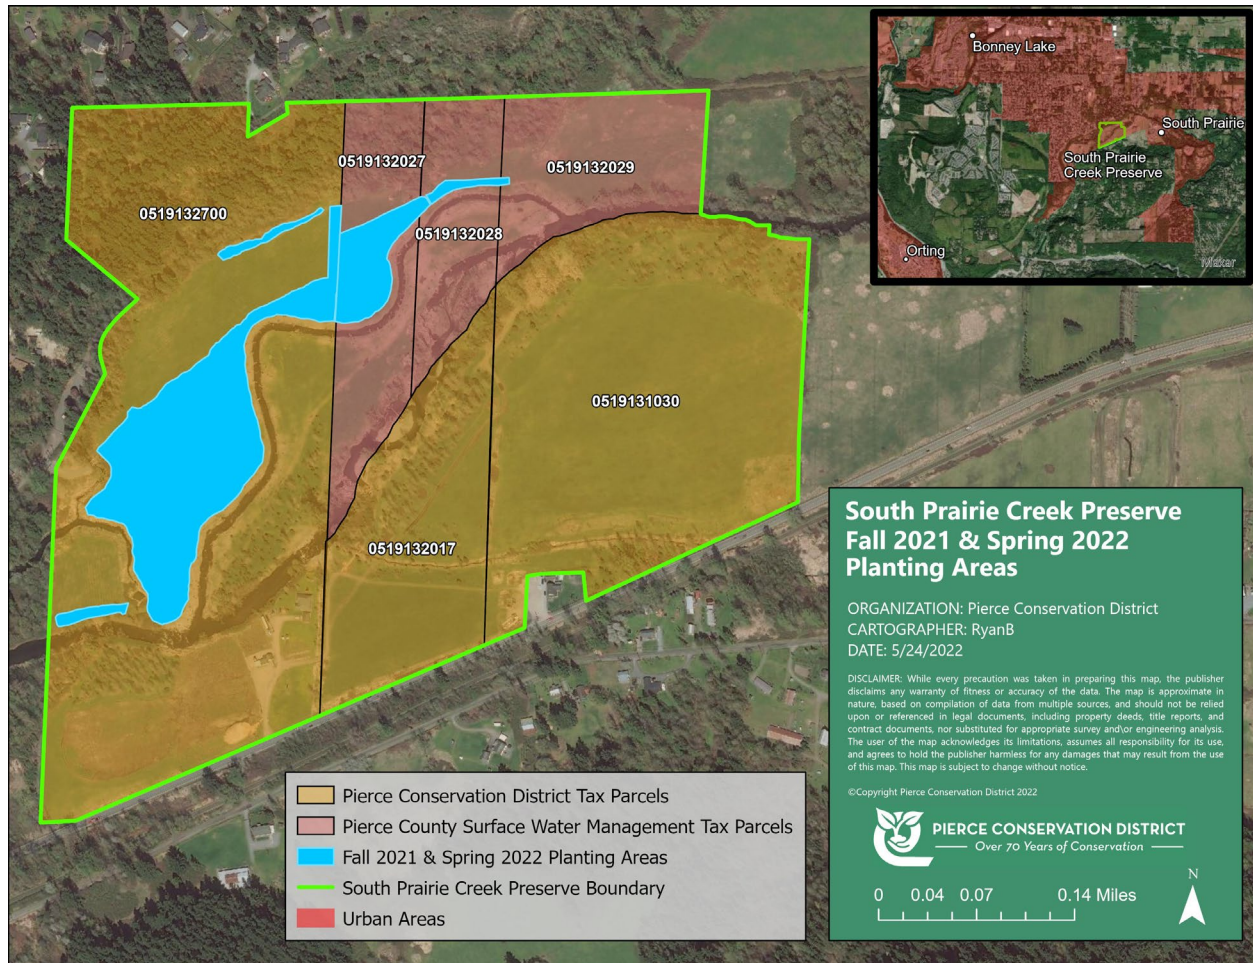 Bonney Lake
South Prairie
South Prairie
Creek Preserve
Orting
0519132027
0519132029
0519132700
0519132028
0519131030
0519132017
South Prairie Creek Preserve
Fall 2021 & Spring 2022
Planting Areas
ORGANIZATION: Pierce Conservation District
CARTOGRAPHER: RyanB
DATE: 5/24/2022
DISCLAIMER: While every precaution was taken in preparing this map, the publisher
disclaims any warranty of fitness or accuracy of the data. The map is approximate in
nature, based on compilation of data from multiple sources, and should not be relied
upon or referenced in legal documents, including property deeds, title reports, and
contract documents, nor substituted for appropriate survey and\or engineering analysis.
The user of the map acknowledges its limitations, assumes all responsibility for its use,
and agrees to hold the publisher harmless for any damages that may result from the use
of this map. This map is subject to change without notice.
©Copyright Pierce Conservation District 2022
PIERCE CONSERVATION DISTRICT
Over 70 Years of Conservation
N
0 0.04 0.07 0.14 Miles
Pierce Conservation District Tax Parcels
Pierce County Surface Water Management Tax Parcels
Fall 2021 & Spring 2022 Planting Areas
South Prairie Creek Preserve Boundary
Urban Areas